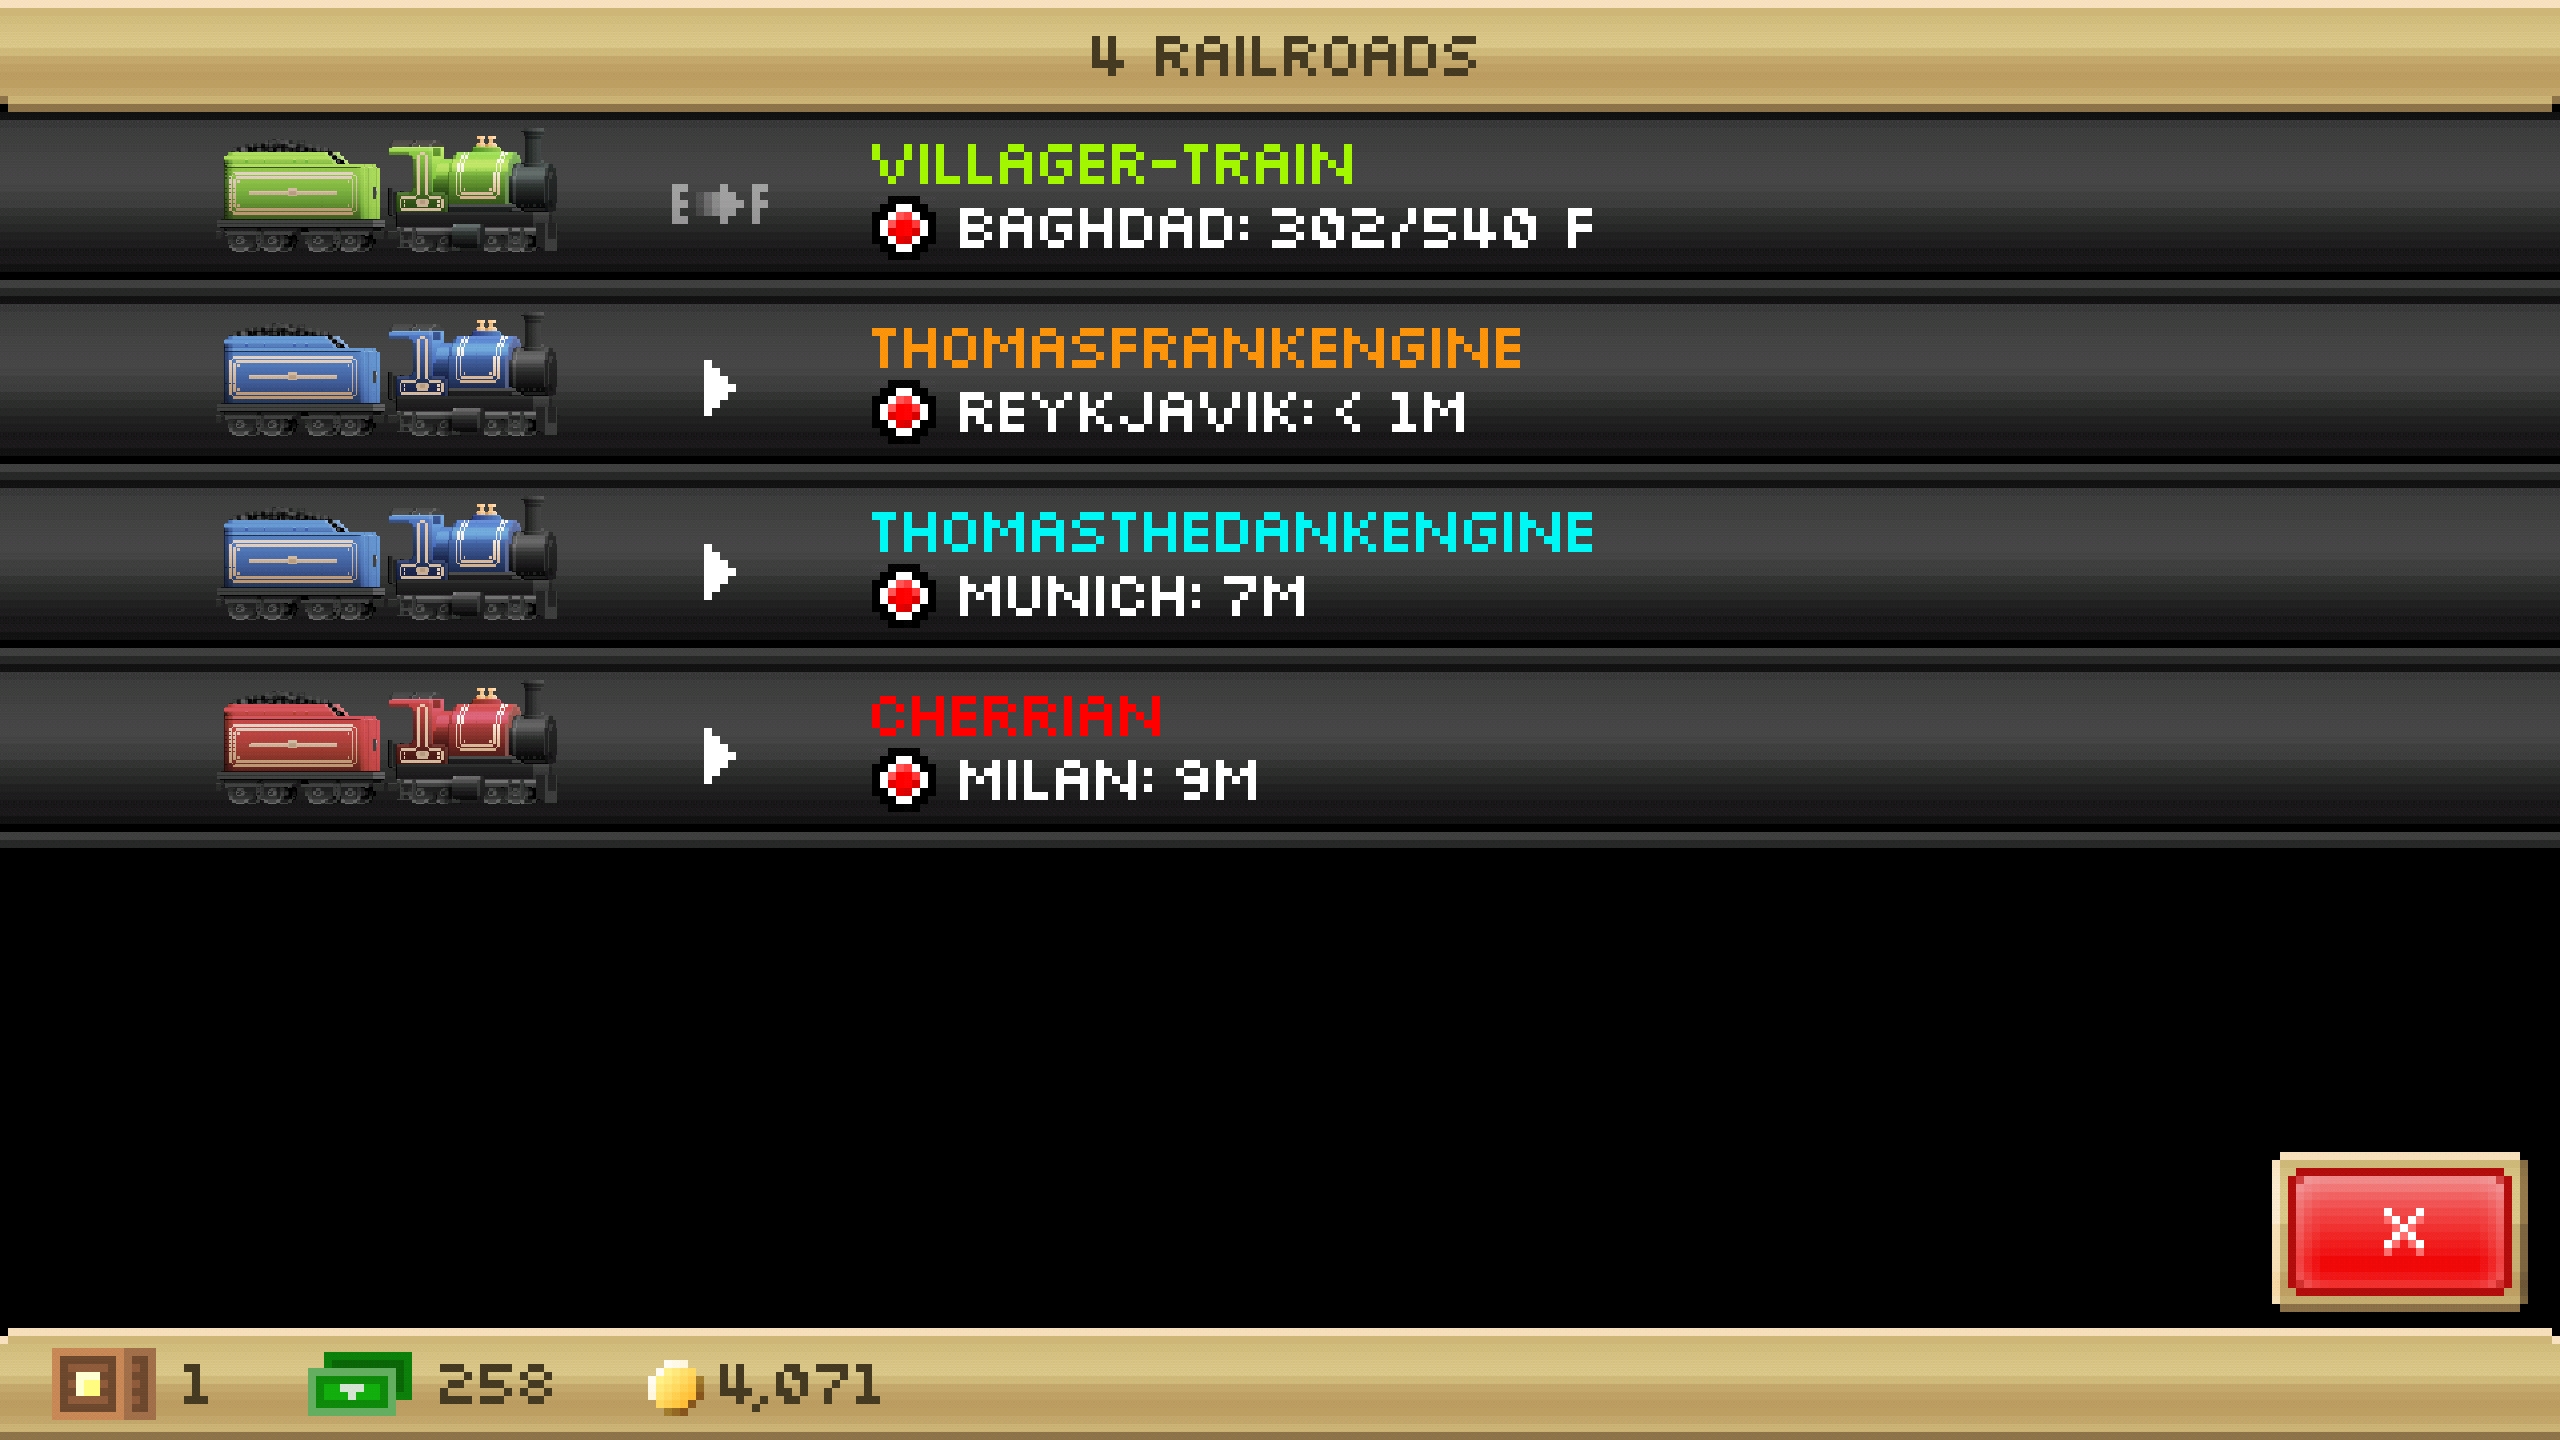 4 RAILROADS
VILLAGER-TRAIN
E F
BAGHDAD: 302/540 F
THOMASFRANKENGINE
REYKJAVIK: < 1M
THOMASTHEDANKENGINE
MUNICH: 7M
CHERRIAN
MILAN: 9M
X
1 258 4,071